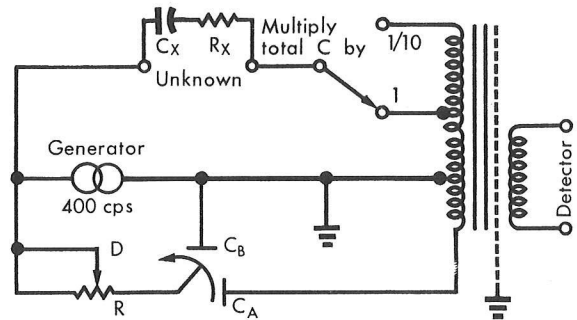 Multiply
total C by
1/10
Cx
Rx
Unknown
1
Generator
400 cps
Detector
D
CB
R
CA